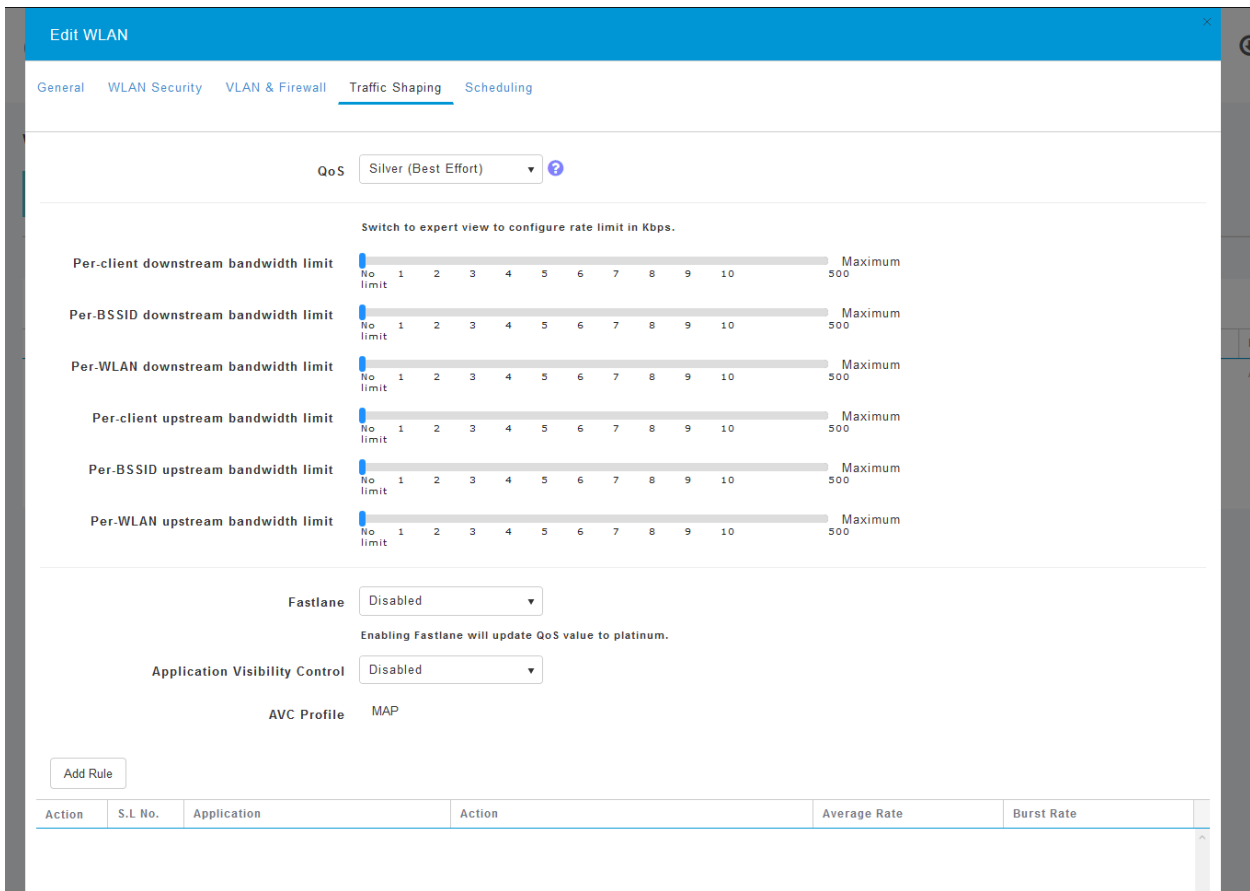 Edit WLAN
General WLAN Security VLAN & Firewall Traffic Shaping Scheduling
QoS Silver (Best Effort)
Switch to expert view to configure rate limit in Kbps.
Per-client downstream bandwidth limit Maximum
No limit 1 2 3 4 5 6 7 8 9 10 500
Per-BSSID downstream bandwidth limit Maximum
No limit 1 2 3 4 5 6 7 8 9 10 500
Per-WLAN downstream bandwidth limit Maximum
No limit 1 2 3 4 5 6 7 8 9 10 500
Per-client upstream bandwidth limit Maximum
No limit 1 2 3 4 5 6 7 8 9 10 500
Per-BSSID upstream bandwidth limit Maximum
No limit 1 2 3 4 5 6 7 8 9 10 500
Per-WLAN upstream bandwidth limit Maximum
No limit 1 2 3 4 5 6 7 8 9 10 500
Fastlane Disabled
Enabling Fastlane will update QoS value to platinum.
Application Visibility Control Disabled
AVC Profile MAP
Add Rule
Action S.L No. Application Action Average Rate Burst Rate